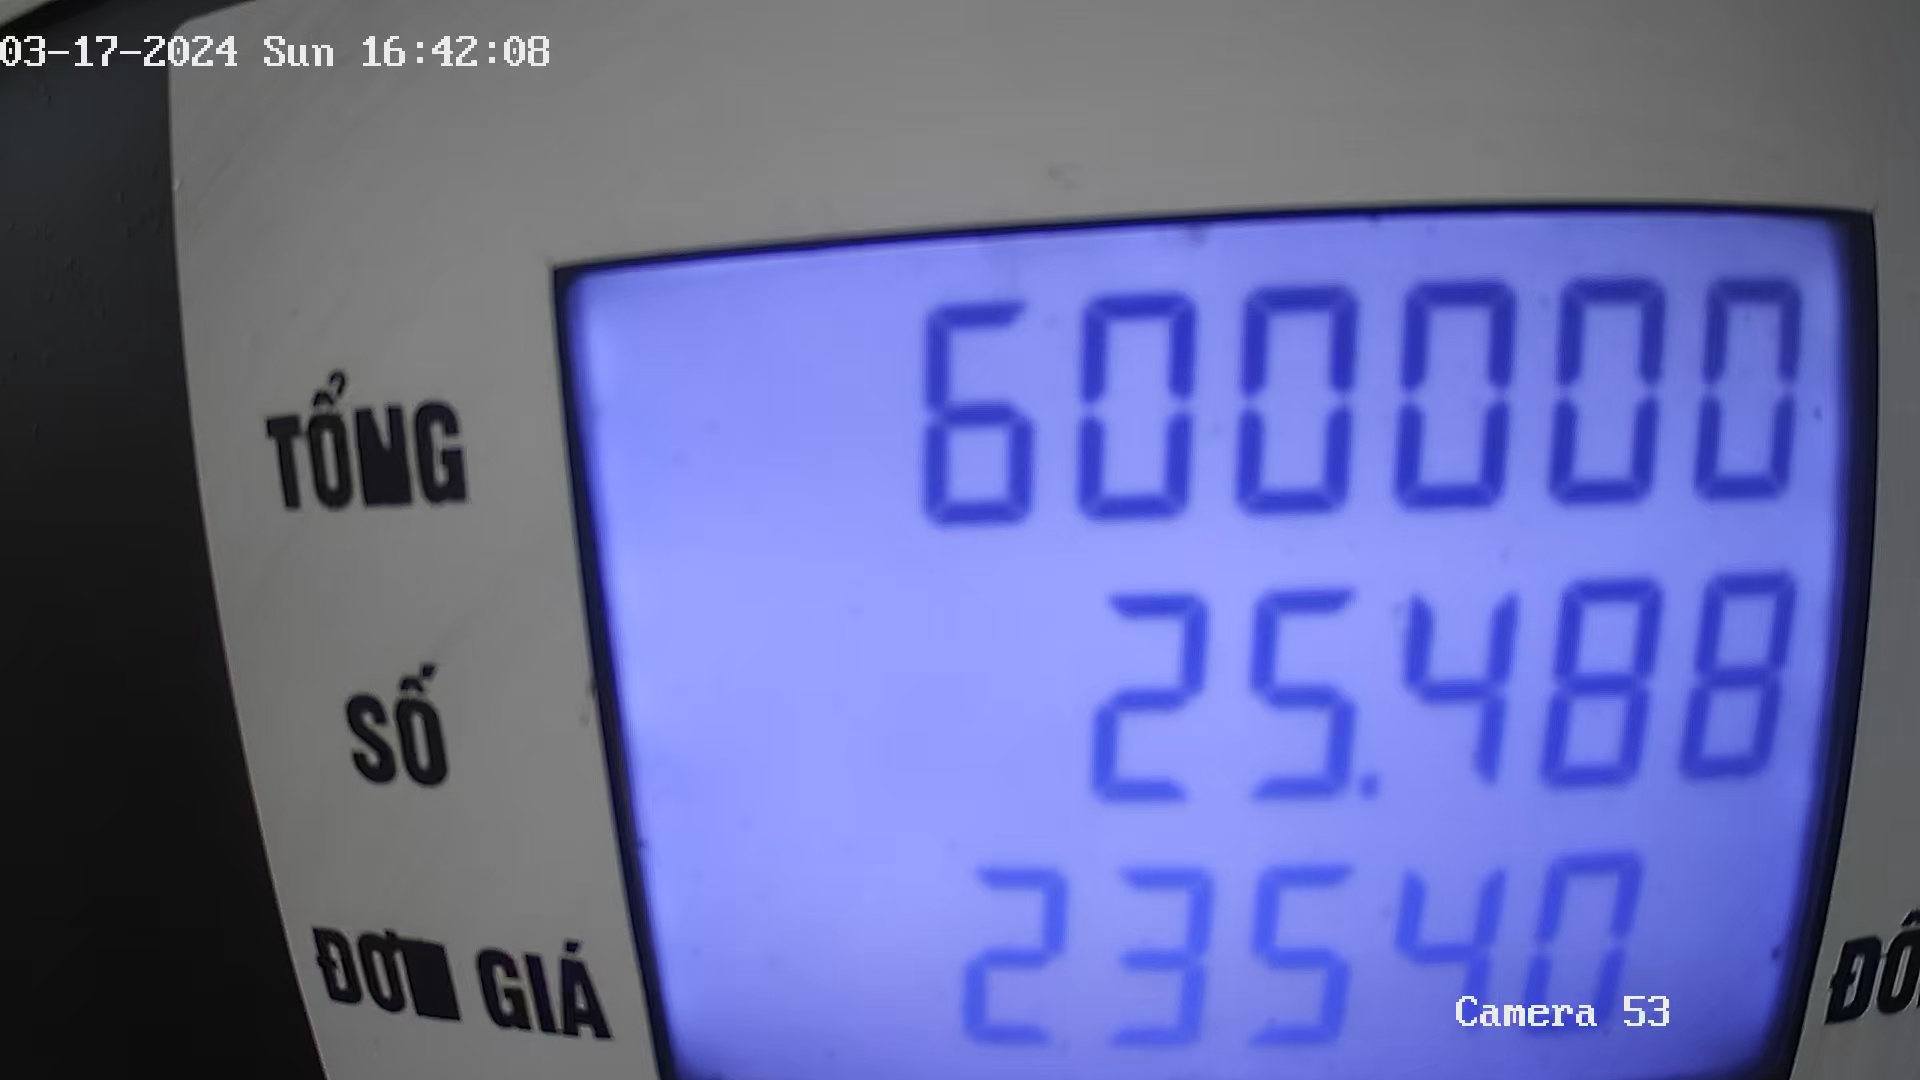 03-17-2024 Sun 16:42:08
TỔNG 600000
SỐ 25.488
ĐƠN GIÁ 23540
Camera 53